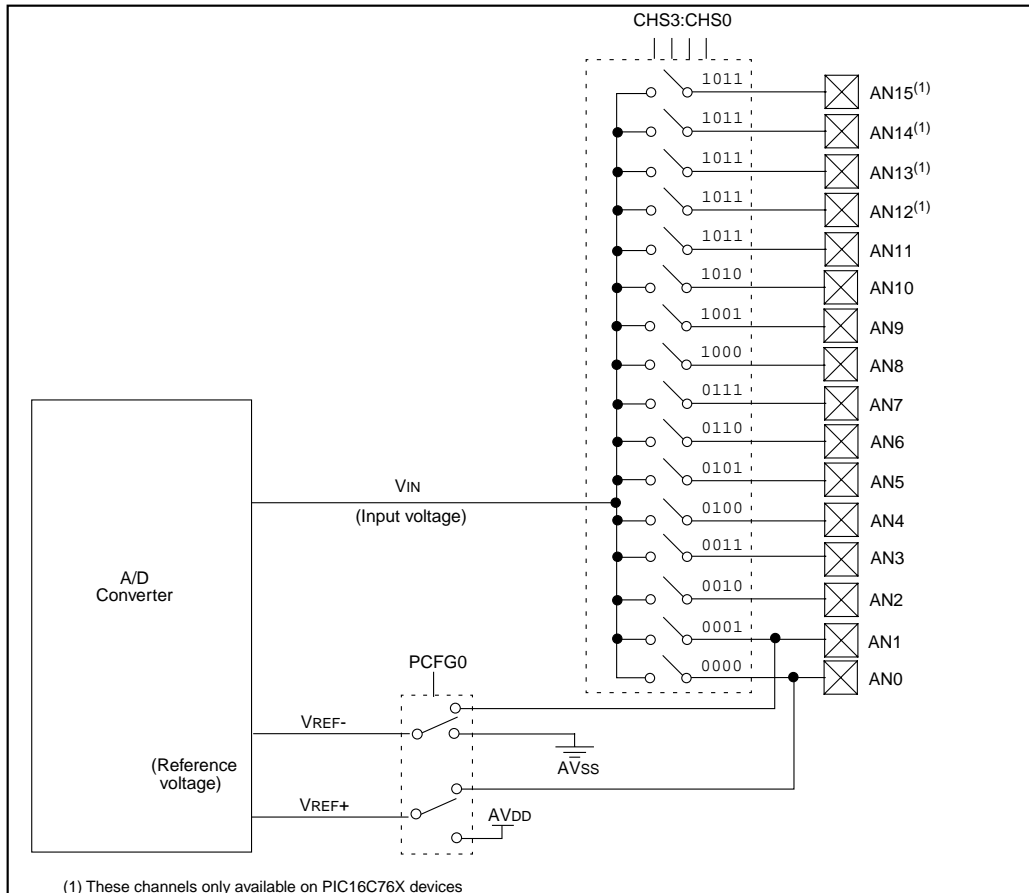 CHS3:CHS0
1011 AN15(1)
1011 AN14(1)
1011 AN13(1)
1011 AN12(1)
1011 AN11
1010 AN10
1001 AN9
1000 AN8
0111 AN7
0110 AN6
0101 AN5
VIN
(Input voltage)
0100 AN4
0011 AN3
A/D
Converter
0010 AN2
0001 AN1
PCFG0
0000 AN0
VREF-
(Reference
voltage)
AVSS
VREF+
AVDD
(1) These channels only available on PIC16C76X devices